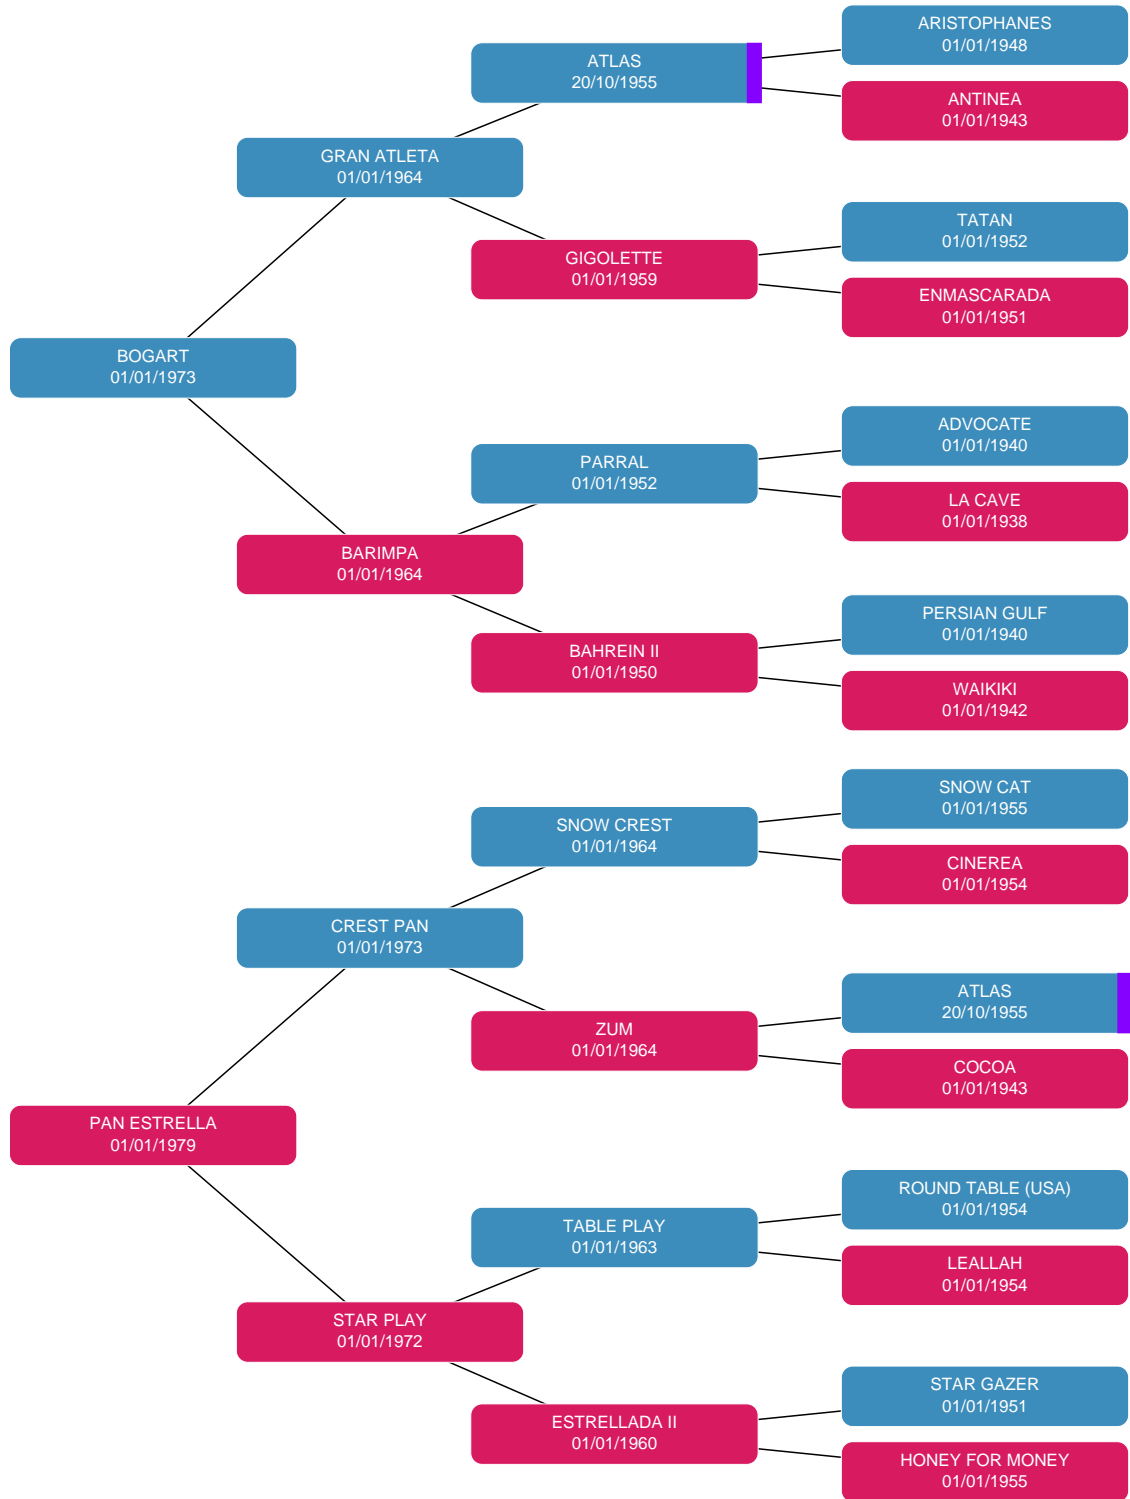 ARISTOPHANES
01/01/1948
ATLAS
20/10/1955
ANTINEA
01/01/1943
GRAN ATLETA
01/01/1964
TATAN
01/01/1952
GIGOLETTE
01/01/1959
ENMASCARADA
01/01/1951
BOGART
01/01/1973
ADVOCATE
01/01/1940
PARRAL
01/01/1952
LA CAVE
01/01/1938
BARIMPA
01/01/1964
PERSIAN GULF
01/01/1940
BAHREIN II
01/01/1950
WAIKIKI
01/01/1942
SNOW CAT
01/01/1955
SNOW CREST
01/01/1964
CINEREA
01/01/1954
CREST PAN
01/01/1973
ATLAS
20/10/1955
ZUM
01/01/1964
COCOA
01/01/1943
PAN ESTRELLA
01/01/1979
ROUND TABLE (USA)
01/01/1954
TABLE PLAY
01/01/1963
LEALLAH
01/01/1954
STAR PLAY
01/01/1972
STAR GAZER
01/01/1951
ESTRELLADA II
01/01/1960
HONEY FOR MONEY
01/01/1955